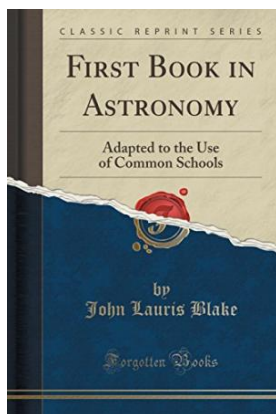 CLASSIC REPRINT SERIES
FIRST BOOK IN
ASTRONOMY
Adapted to the Use
of Common Schools
by
John Lauris Blake
Forgotten Books